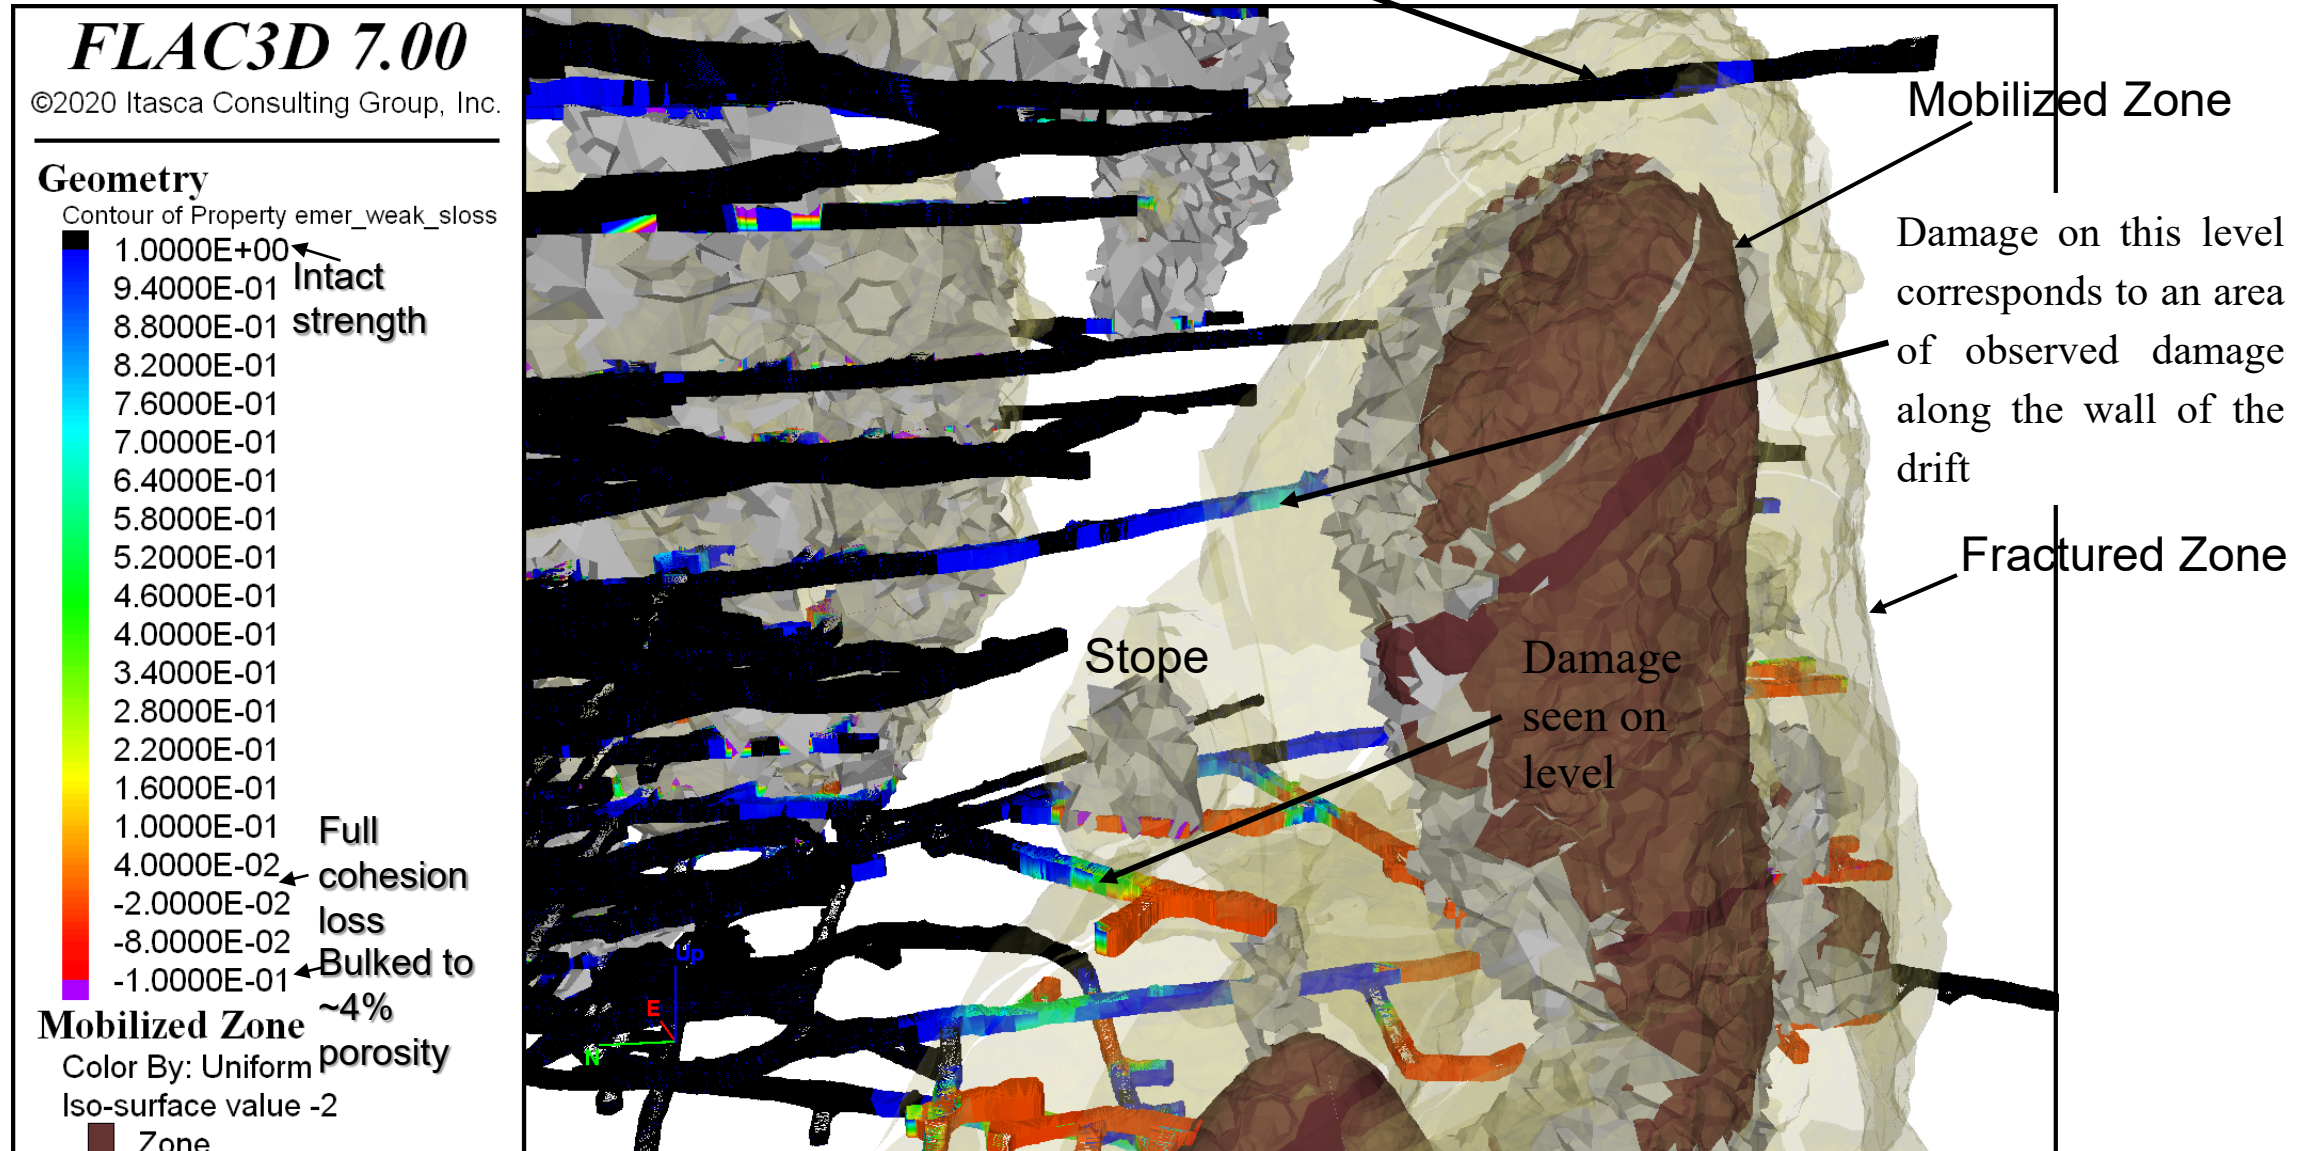 FLAC3D 7.00
©2020 Itasca Consulting Group, Inc.
Geometry
Contour of Property emer_weak_sloss
1.0000E+00
9.4000E-01
8.8000E-01
8.2000E-01
7.6000E-01
7.0000E-01
6.4000E-01
5.8000E-01
5.2000E-01
4.6000E-01
4.0000E-01
3.4000E-01
2.8000E-01
2.2000E-01
1.6000E-01
1.0000E-01
4.0000E-02
-2.0000E-02
-8.0000E-02
-1.0000E-01
Intact
strength
Full
cohesion
loss
Bulked to
~4%
porosity
Mobilized Zone
Color By: Uniform
Iso-surface value -2
Zone
Mobilized Zone
Damage on this level
corresponds to an area
of observed damage
along the wall of the
drift
Fractured Zone
Stope
Damage
seen on
level
Up
E
N